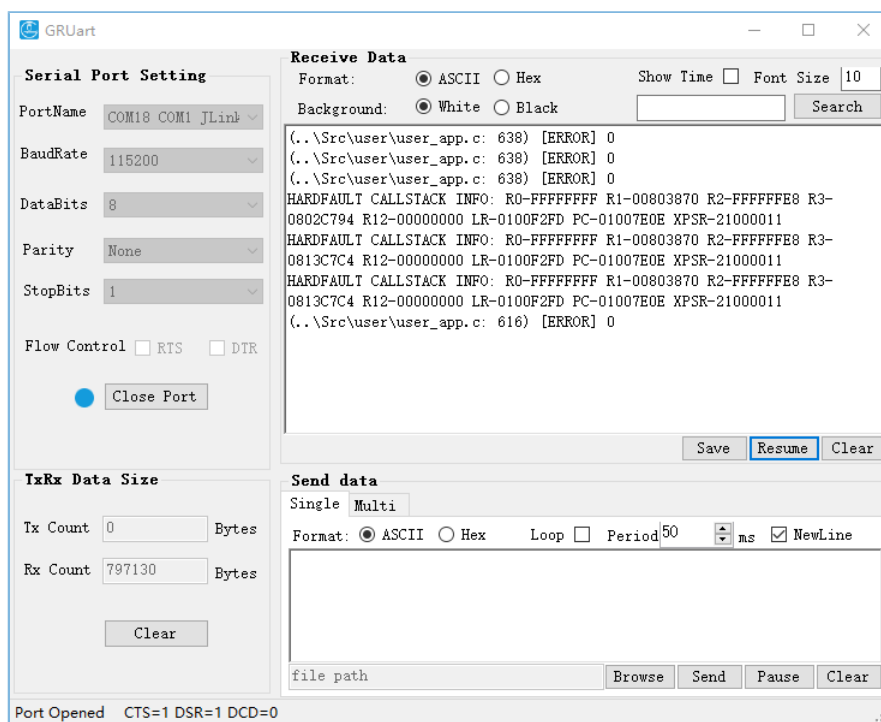 GRUart
Serial Port Setting
PortName COM18 COM1 JLink
BaudRate 115200
DataBits 8
Parity None
StopBits 1
Flow Control RTS DTR
Close Port
TxRx Data Size
Tx Count 0 Bytes
Rx Count 797130 Bytes
Clear
Receive Data
Format: ASCII Hex Show Time Font Size 10
Background: White Black Search
(..\Src\user\user_app.c: 638) [ERROR] 0
(..\Src\user\user_app.c: 638) [ERROR] 0
(..\Src\user\user_app.c: 638) [ERROR] 0
HARDFAULT CALLSTACK INFO: R0-FFFFFFFF R1-00803870 R2-FFFFFFE8 R3-
0802C794 R12-00000000 LR-0100F2FD PC-01007E0E XPSR-21000011
HARDFAULT CALLSTACK INFO: R0-FFFFFFFF R1-00803870 R2-FFFFFFE8 R3-
0813C7C4 R12-00000000 LR-0100F2FD PC-01007E0E XPSR-21000011
HARDFAULT CALLSTACK INFO: R0-FFFFFFFF R1-00803870 R2-FFFFFFE8 R3-
0813C7C4 R12-00000000 LR-0100F2FD PC-01007E0E XPSR-21000011
(..\Src\user\user_app.c: 616) [ERROR] 0
Save Resume Clear
Send data
Single Multi
Format: ASCII Hex Loop Period 50 ms NewLine
file path Browse Send Pause Clear
Port Opened CTS=1 DSR=1 DCD=0